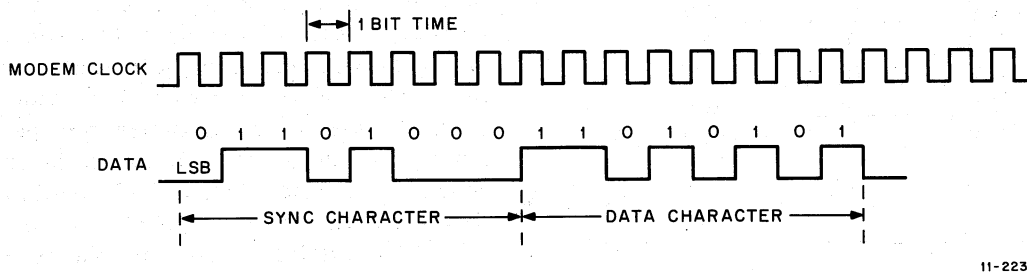 1 BIT TIME
MODEM CLOCK
0 1 1 0 1 0 0 0 1 1 0 1 0 1 0 1
DATA
LSB
SYNC CHARACTER
DATA CHARACTER
11-223